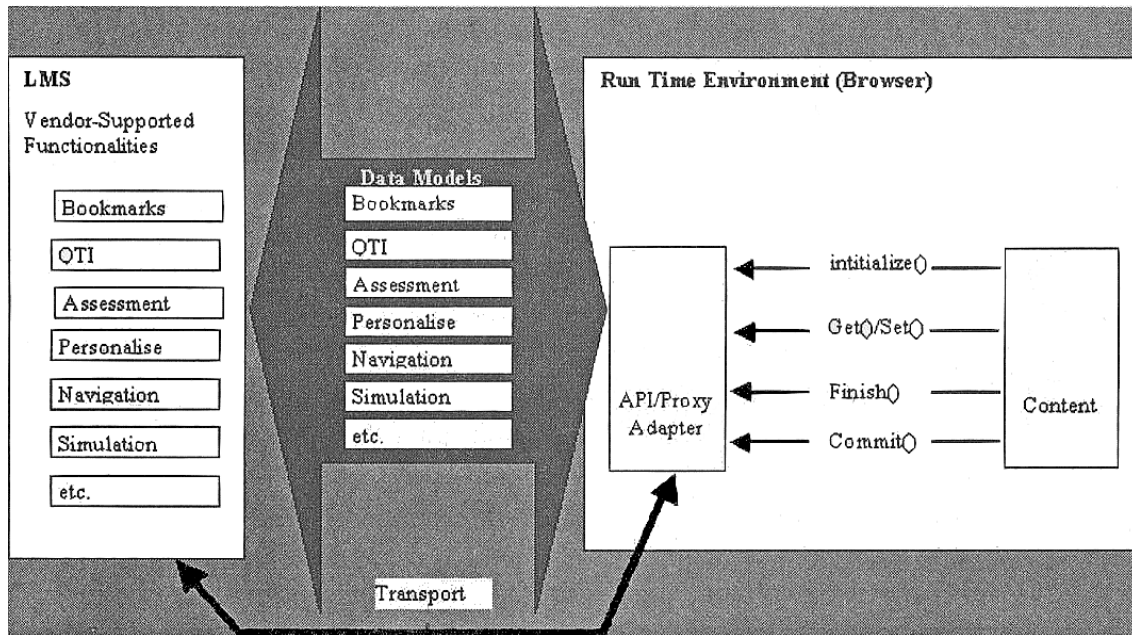 LMS
Vendor-Supported
Functionalities
Bookmarks
QTI
Assessment
Personalise
Navigation
Simulation
etc.
Data Models
Bookmarks
QTI
Assessment
Personalise
Navigation
Simulation
etc.
Transport
Run Time Environment (Browser)
API/Proxy
Adapter
intitialize()
Get()/Set()
Finish()
Commit()
Content